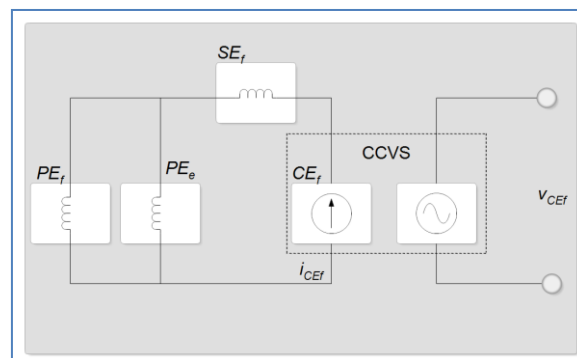 SE_f
CCVS
PE_f
PE_e
CE_f
v_CEf
i_CEf